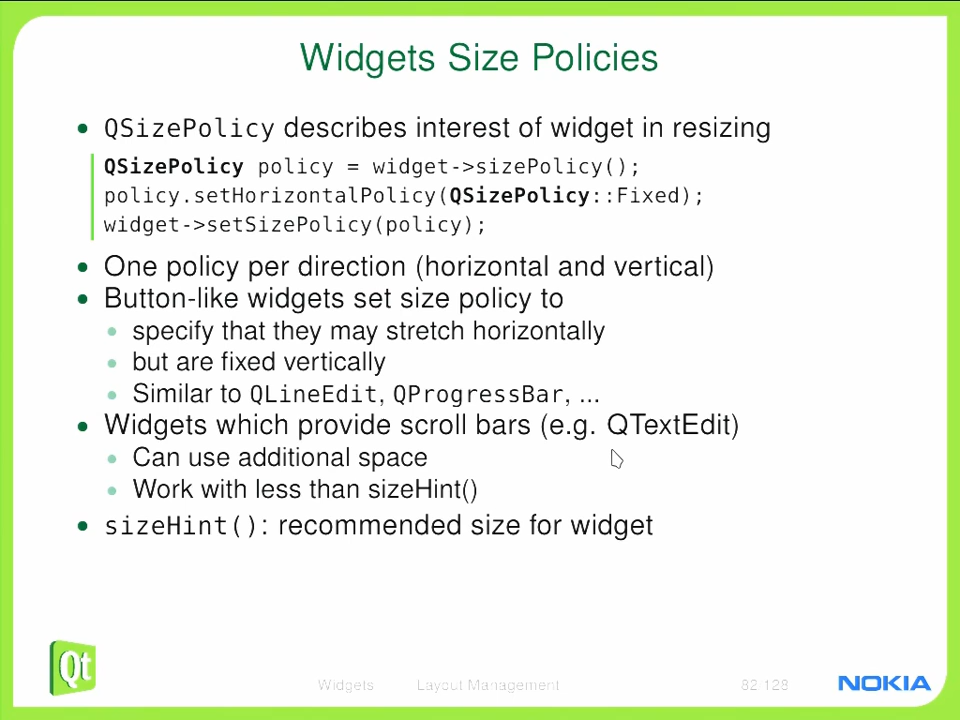 Widgets Size Policies
QSizePolicy describes interest of widget in resizing
QSizePolicy policy = widget->sizePolicy();
policy.setHorizontalPolicy(QSizePolicy::Fixed);
widget->setSizePolicy(policy);
One policy per direction (horizontal and vertical)
Button-like widgets set size policy to
specify that they may stretch horizontally
but are fixed vertically
Similar to QLineEdit, QProgressBar, ...
Widgets which provide scroll bars (e.g. QTextEdit)
Can use additional space
Work with less than sizeHint()
sizeHint(): recommended size for widget
Qt
Widgets Layout Management 82 128
NOKIA